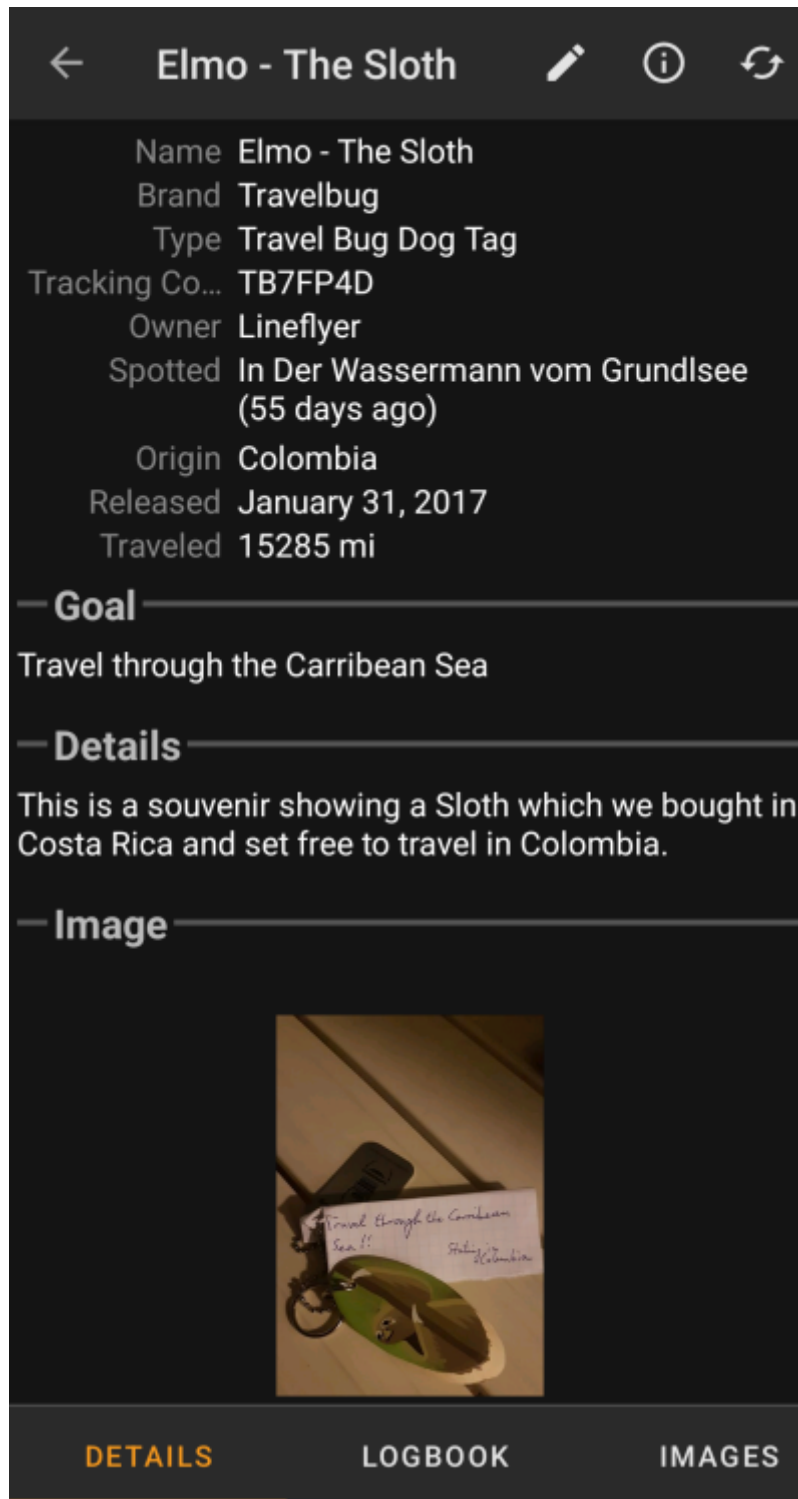 Elmo - The Sloth
Name Elmo - The Sloth
Brand Travelbug
Type Travel Bug Dog Tag
Tracking Co... TB7FP4D
Owner Lineflyer
Spotted In Der Wassermann vom Grundlsee
(55 days ago)
Origin Colombia
Released January 31, 2017
Traveled 15285 mi
Goal
Travel through the Carribean Sea
Details
This is a souvenir showing a Sloth which we bought in
Costa Rica and set free to travel in Colombia.
Image
Travel through the Carribean
Sea !!
Colombia
DETAILS LOGBOOK IMAGES